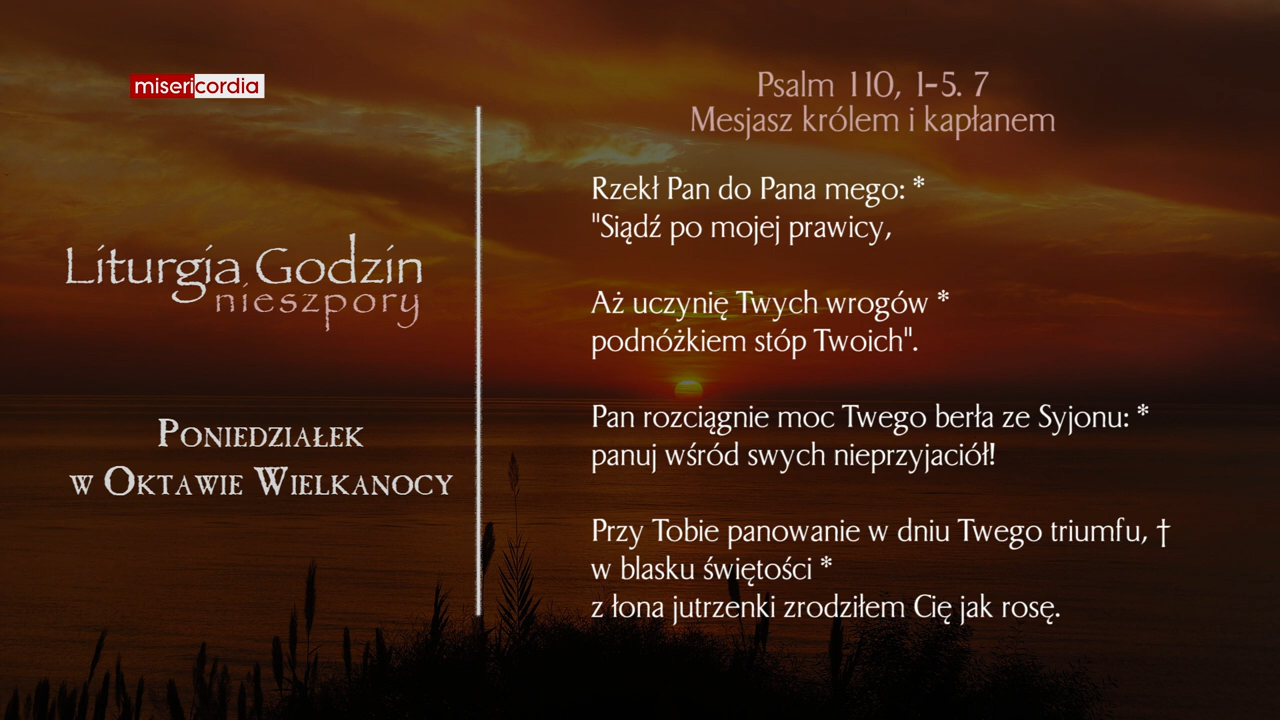 misericordia
Liturgia Godzin
nieszpory
Poniedziałek
w Oktawie Wielkanocy
Psalm 110, 1-5. 7
Mesjasz królem i kapłanem
Rzekł Pan do Pana mego: *
"Siądź po mojej prawicy,
Aż uczynię Twych wrogów *
podnóżkiem stóp Twoich".
Pan rozciągnie moc Twego berła ze Syjonu: *
panuj wśród swych nieprzyjaciół!
Przy Tobie panowanie w dniu Twego triumfu, †
w blasku świętości *
z łona jutrzenki zrodziłem Cię jak rosę.